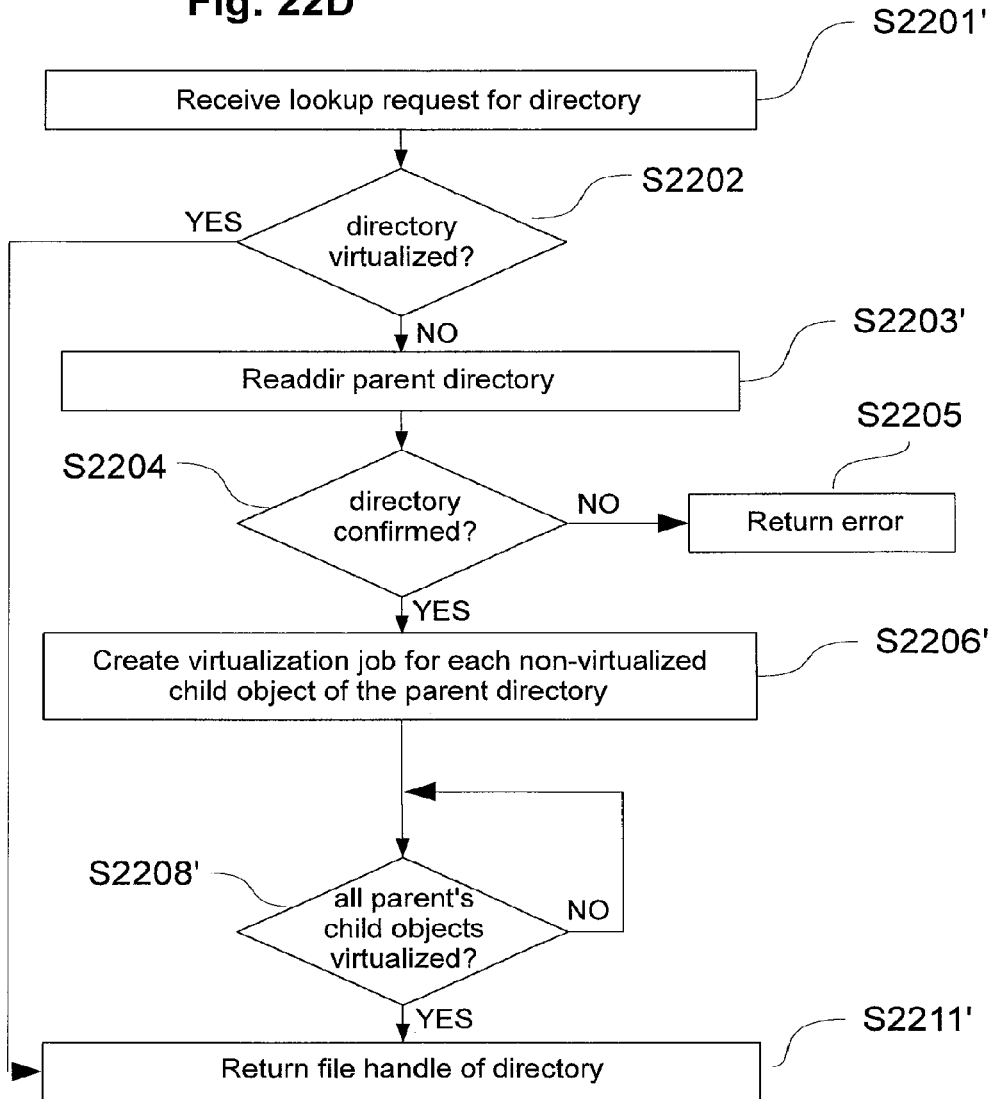 Fig. 22D
S2201'
Receive lookup request for directory
S2202
YES
directory
virtualized?
NO
S2203'
Readdir parent directory
S2205
S2204
directory
confirmed?
NO
Return error
YES
S2206'
Create virtualization job for each non-virtualized
child object of the parent directory
S2208'
all parent's
child objects
virtualized?
NO
YES
S2211'
Return file handle of directory